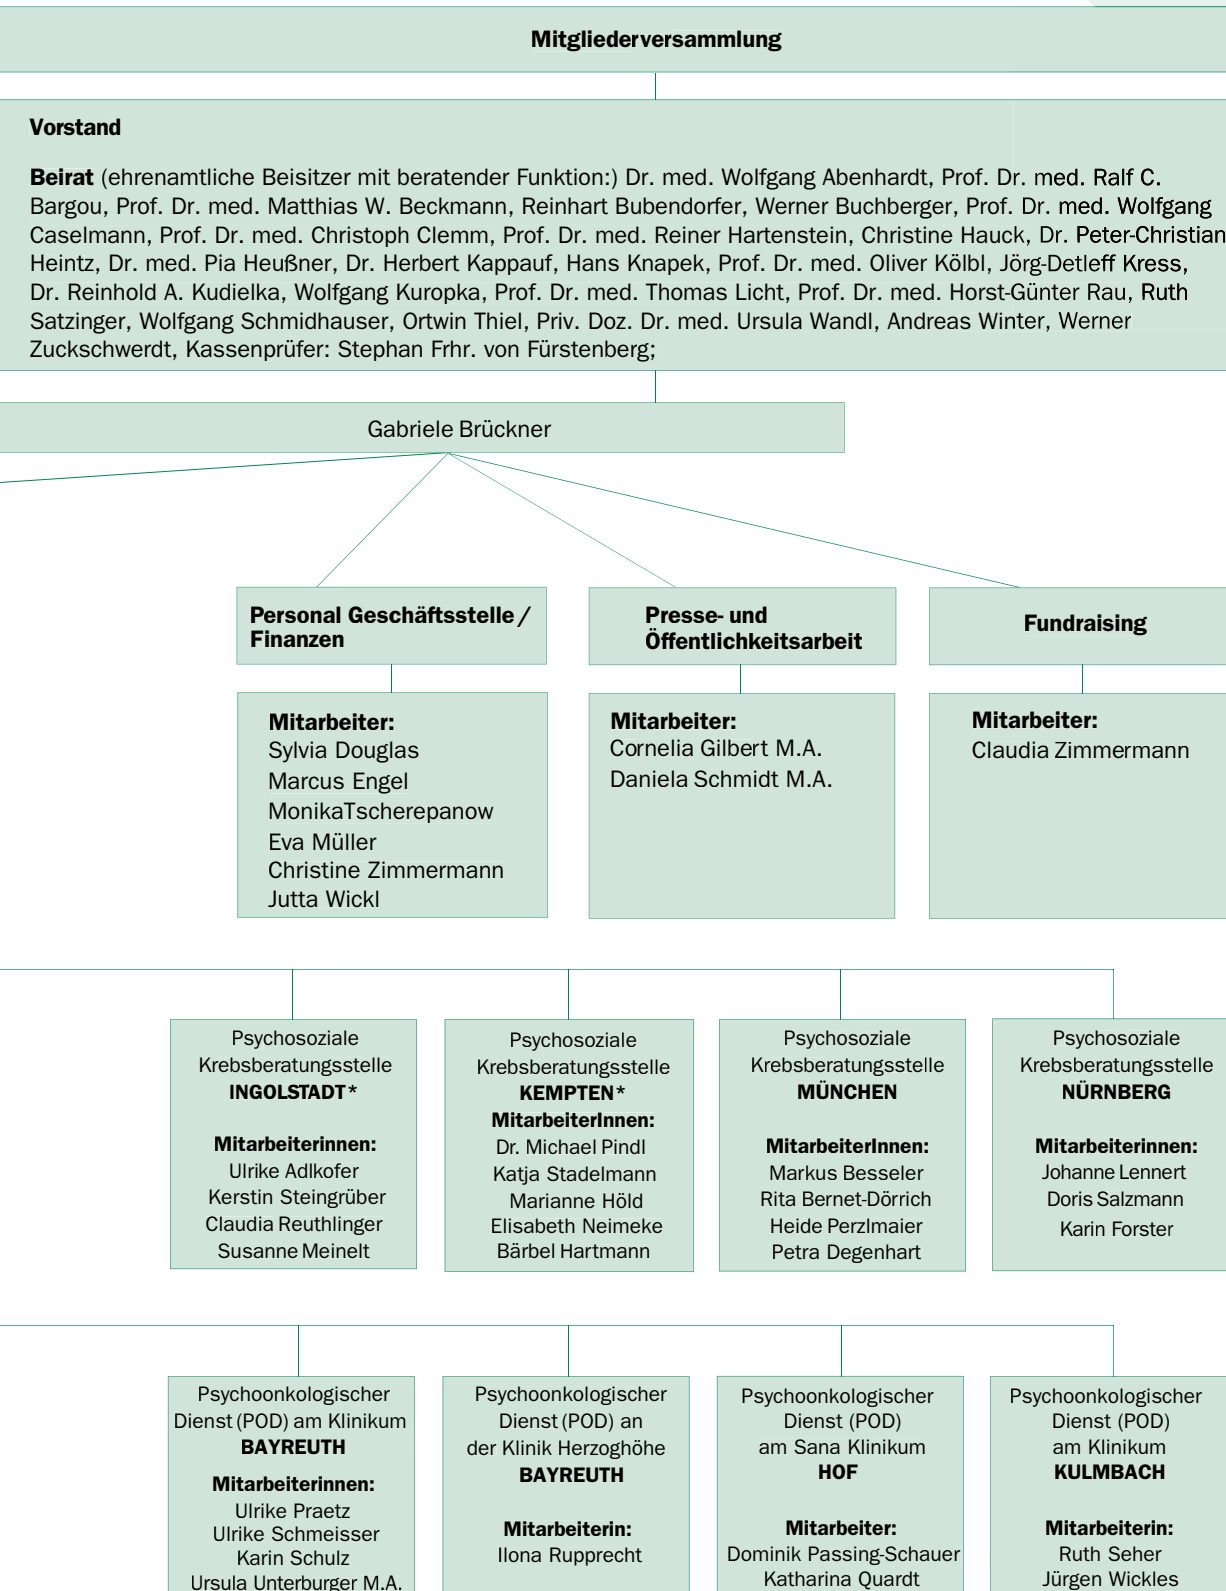 Mitgliederversammlung
Vorstand
Beirat (ehrenamtliche Beisitzer mit beratender Funktion:) Dr. med. Wolfgang Abenhardt, Prof. Dr. med. Ralf C.
Bargou, Prof. Dr. med. Matthias W. Beckmann, Reinhart Bubendorfer, Werner Buchberger, Prof. Dr. med. Wolfgang
Caselmann, Prof. Dr. med. Christoph Clemm, Prof. Dr. med. Reiner Hartenstein, Christine Hauck, Dr. Peter-Christian
Heintz, Dr. med. Pia Heußner, Dr. Herbert Kappauf, Hans Knapek, Prof. Dr. med. Oliver Kölbl, Jörg-Detleff Kress,
Dr. Reinhold A. Kudielka, Wolfgang Kuropka, Prof. Dr. med. Thomas Licht, Prof. Dr. med. Horst-Günter Rau, Ruth
Satzinger, Wolfgang Schmidhauser, Ortwin Thiel, Priv. Doz. Dr. med. Ursula Wandl, Andreas Winter, Werner
Zuckschwerdt, Kassenprüfer: Stephan Frhr. von Fürstenberg;
Gabriele Brückner
Personal Geschäftsstelle /
Finanzen
Mitarbeiter:
Sylvia Douglas
Marcus Engel
MonikaTscherepanow
Eva Müller
Christine Zimmermann
Jutta Wickl
Presse- und
Öffentlichkeitsarbeit
Mitarbeiter:
Cornelia Gilbert M.A.
Daniela Schmidt M.A.
Fundraising
Mitarbeiter:
Claudia Zimmermann
Psychosoziale
Krebsberatungsstelle
INGOLSTADT*
Mitarbeiterinnen:
Ulrike Adlkofer
Kerstin Steingrüber
Claudia Reuthlinger
Susanne Meinelt
Psychosoziale
Krebsberatungsstelle
KEMPTEN*
MitarbeiterInnen:
Dr. Michael Pindl
Katja Stadelmann
Marianne Höld
Elisabeth Neimeke
Bärbel Hartmann
Psychosoziale
Krebsberatungsstelle
MÜNCHEN
MitarbeiterInnen:
Markus Besseler
Rita Bernet-Dörrich
Heide Perzlmaier
Petra Degenhart
Psychosoziale
Krebsberatungsstelle
NÜRNBERG
Mitarbeiterinnen:
Johanne Lennert
Doris Salzmann
Karin Forster
Psychoonkologischer
Dienst (POD) am Klinikum
BAYREUTH
Mitarbeiterinnen:
Ulrike Praetz
Ulrike Schmeisser
Karin Schulz
Ursula Unterburger M.A.
Psychoonkologischer
Dienst (POD) an
der Klinik Herzoghöhe
BAYREUTH
Mitarbeiterin:
Ilona Rupprecht
Psychoonkologischer
Dienst (POD)
am Sana Klinikum
HOF
Mitarbeiter:
Dominik Passing-Schauer
Katharina Quardt
Psychoonkologischer
Dienst (POD)
am Klinikum
KULMBACH
Mitarbeiterin:
Ruth Seher
Jürgen Wickles